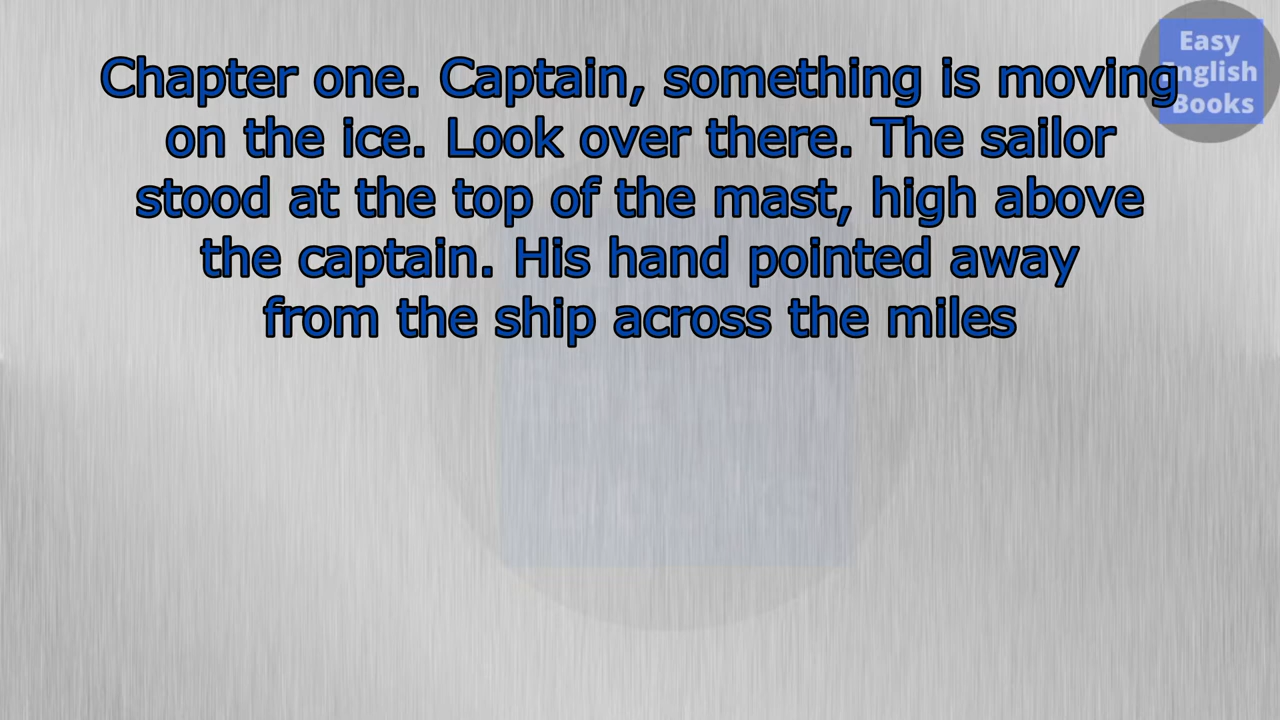 Chapter one. Captain, something is moving
on the ice. Look over there. The sailor
stood at the top of the mast, high above
the captain. His hand pointed away
from the ship across the miles
Easy
English
Books